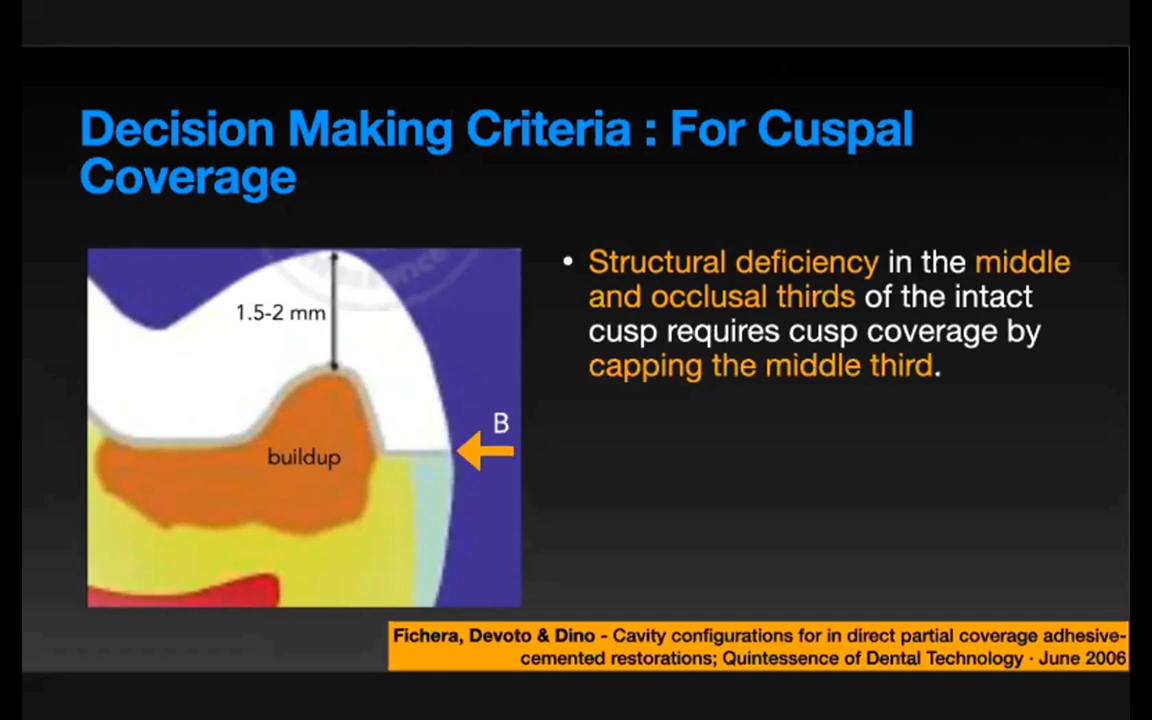 Decision Making Criteria : For Cuspal
Coverage
1.5-2 mm
B
buildup
• Structural deficiency in the middle
and occlusal thirds of the intact
cusp requires cusp coverage by
capping the middle third.
Fichera, Devoto & Dino - Cavity configurations for in direct partial coverage adhesive-
cemented restorations; Quintessence of Dental Technology · June 2006